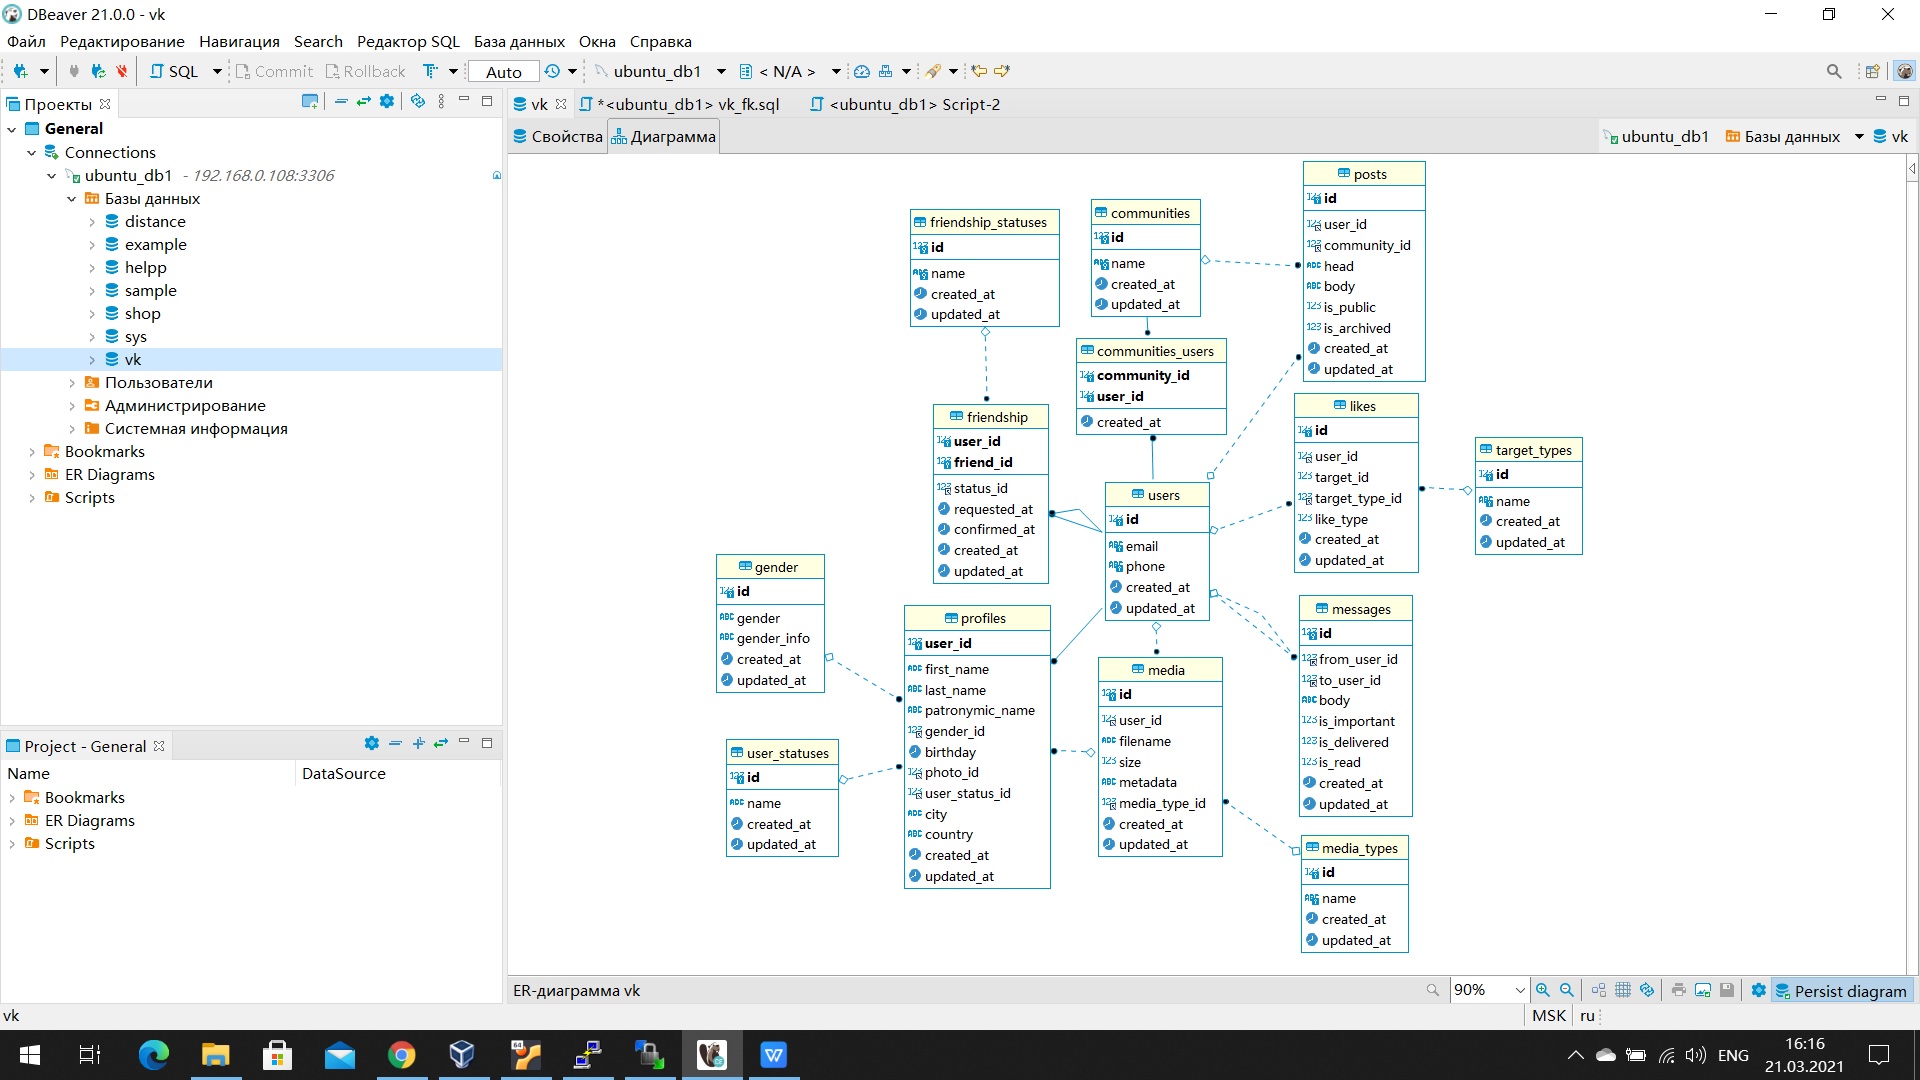 DBeaver 21.0.0 - vk
Файл Редактирование Навигация Search Редактор SQL База данных Окна Справка
SQL Commit Rollback Auto ubuntu_db1 < N/A >
Проекты
General
Connections
ubuntu_db1 - 192.168.0.108:3306
Базы данных
distance
example
helpp
sample
shop
sys
vk
Пользователи
Администрирование
Системная информация
Bookmarks
ER Diagrams
Scripts
Project - General
Name DataSource
Bookmarks
ER Diagrams
Scripts
vk *<ubuntu_db1> vk_fk.sql <ubuntu_db1> Script-2
Свойства Диаграмма ubuntu_db1 Базы данных vk
friendship_statuses
id
name
created_at
updated_at
communities
id
name
created_at
updated_at
posts
id
user_id
community_id
head
body
is_public
is_archived
created_at
updated_at
communities_users
community_id
user_id
created_at
friendship
user_id
friend_id
status_id
requested_at
confirmed_at
created_at
updated_at
likes
id
user_id
target_id
target_type_id
like_type
created_at
updated_at
target_types
id
name
created_at
updated_at
users
id
email
phone
created_at
updated_at
gender
id
gender
gender_info
created_at
updated_at
profiles
user_id
first_name
last_name
patronymic_name
gender_id
birthday
photo_id
user_status_id
city
country
created_at
updated_at
messages
id
from_user_id
to_user_id
body
is_important
is_delivered
is_read
created_at
updated_at
media
id
user_id
filename
size
metadata
media_type_id
created_at
updated_at
user_statuses
id
name
created_at
updated_at
media_types
id
name
created_at
updated_at
ER-диаграмма vk 90% Persist diagram
vk MSK ru
ENG 16:16
21.03.2021